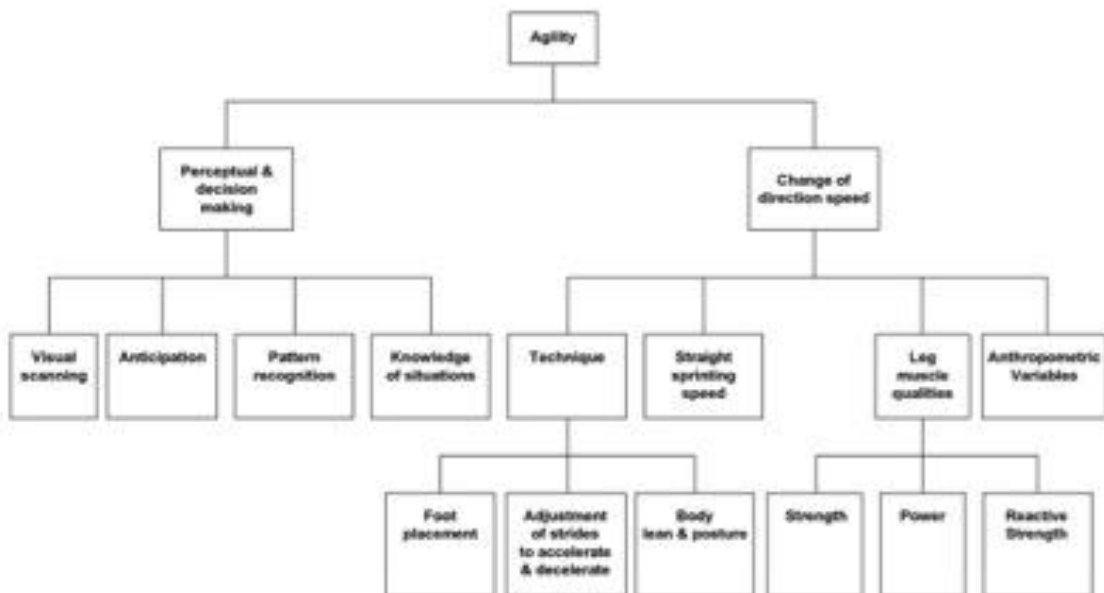 Agility
Perceptual &
decision
making
Change of
direction speed
Visual
scanning
Anticipation
Pattern
recognition
Knowledge
of situations
Technique
Straight
sprinting
speed
Leg
muscle
qualities
Anthropometric
Variables
Foot
placement
Adjustment
of strides
to accelerate
& decelerate
Body
lean & posture
Strength
Power
Reactive
Strength